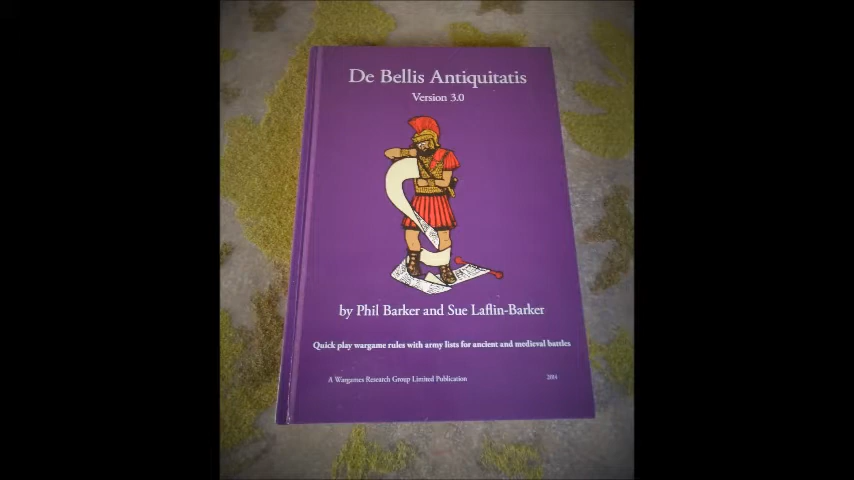 De Bellis Antiquitatis
Version 3.0
by Phil Barker and Sue Laflin-Barker
Quick play wargame rules with army lists for ancient and medieval battles
A Wargames Research Group Limited Publication 2014